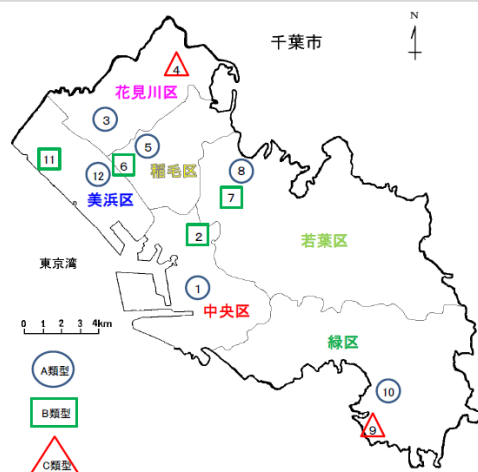 N
千葉市
4
花見川区
3
5
11
6
稲毛区
8
12
7
美浜区
2
若葉区
東京湾
1
中央区
0 1 2 3 4km
緑区
A類型
10
B類型
9
C類型